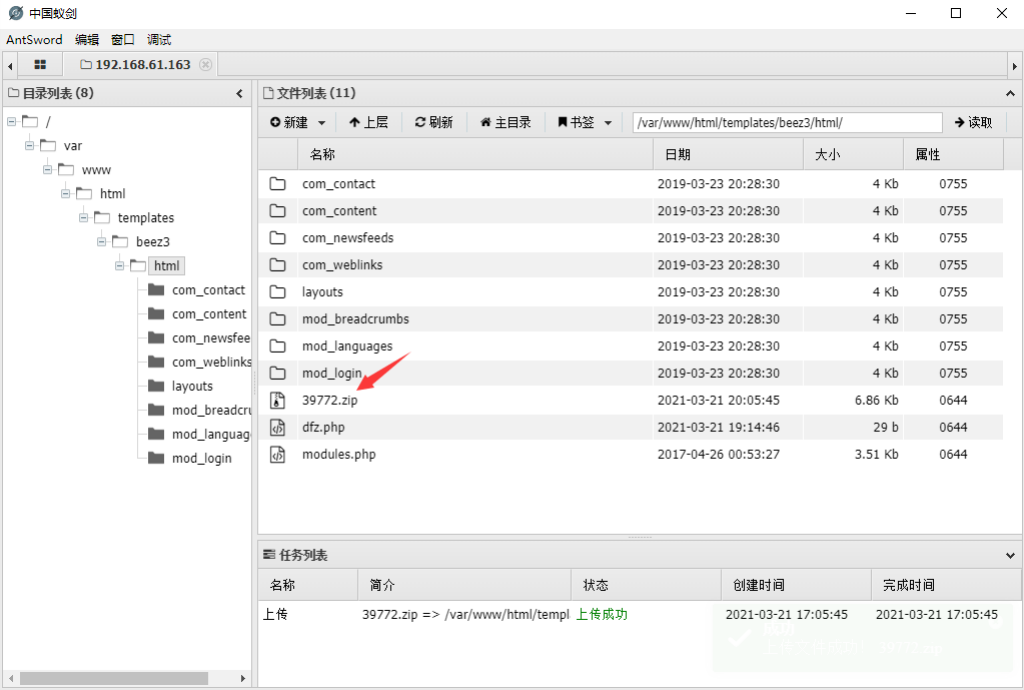 中国蚁剑
AntSword 编辑 窗口 调试
192.168.61.163
目录列表 (8)
/
var
www
html
templates
beez3
html
com_contact
com_content
com_newsfee
com_weblinks
layouts
mod_breadcru
mod_languag
mod_login
文件列表 (11)
新建 上层 刷新 主目录 书签 /var/www/html/templates/beez3/html/ 读取
名称 日期 大小 属性
com_contact 2019-03-23 20:28:30 4 Kb 0755
com_content 2019-03-23 20:28:30 4 Kb 0755
com_newsfeeds 2019-03-23 20:28:30 4 Kb 0755
com_weblinks 2019-03-23 20:28:30 4 Kb 0755
layouts 2019-03-23 20:28:30 4 Kb 0755
mod_breadcrumbs 2019-03-23 20:28:30 4 Kb 0755
mod_languages 2019-03-23 20:28:30 4 Kb 0755
mod_login 2019-03-23 20:28:30 4 Kb 0755
39772.zip 2021-03-21 20:05:45 6.86 Kb 0644
dfz.php 2021-03-21 19:14:46 29 b 0644
modules.php 2017-04-26 00:53:27 3.51 Kb 0644
任务列表
名称 简介 状态 创建时间 完成时间
上传 39772.zip => /var/www/html/templ 上传成功 2021-03-21 17:05:45 2021-03-21 17:05:45